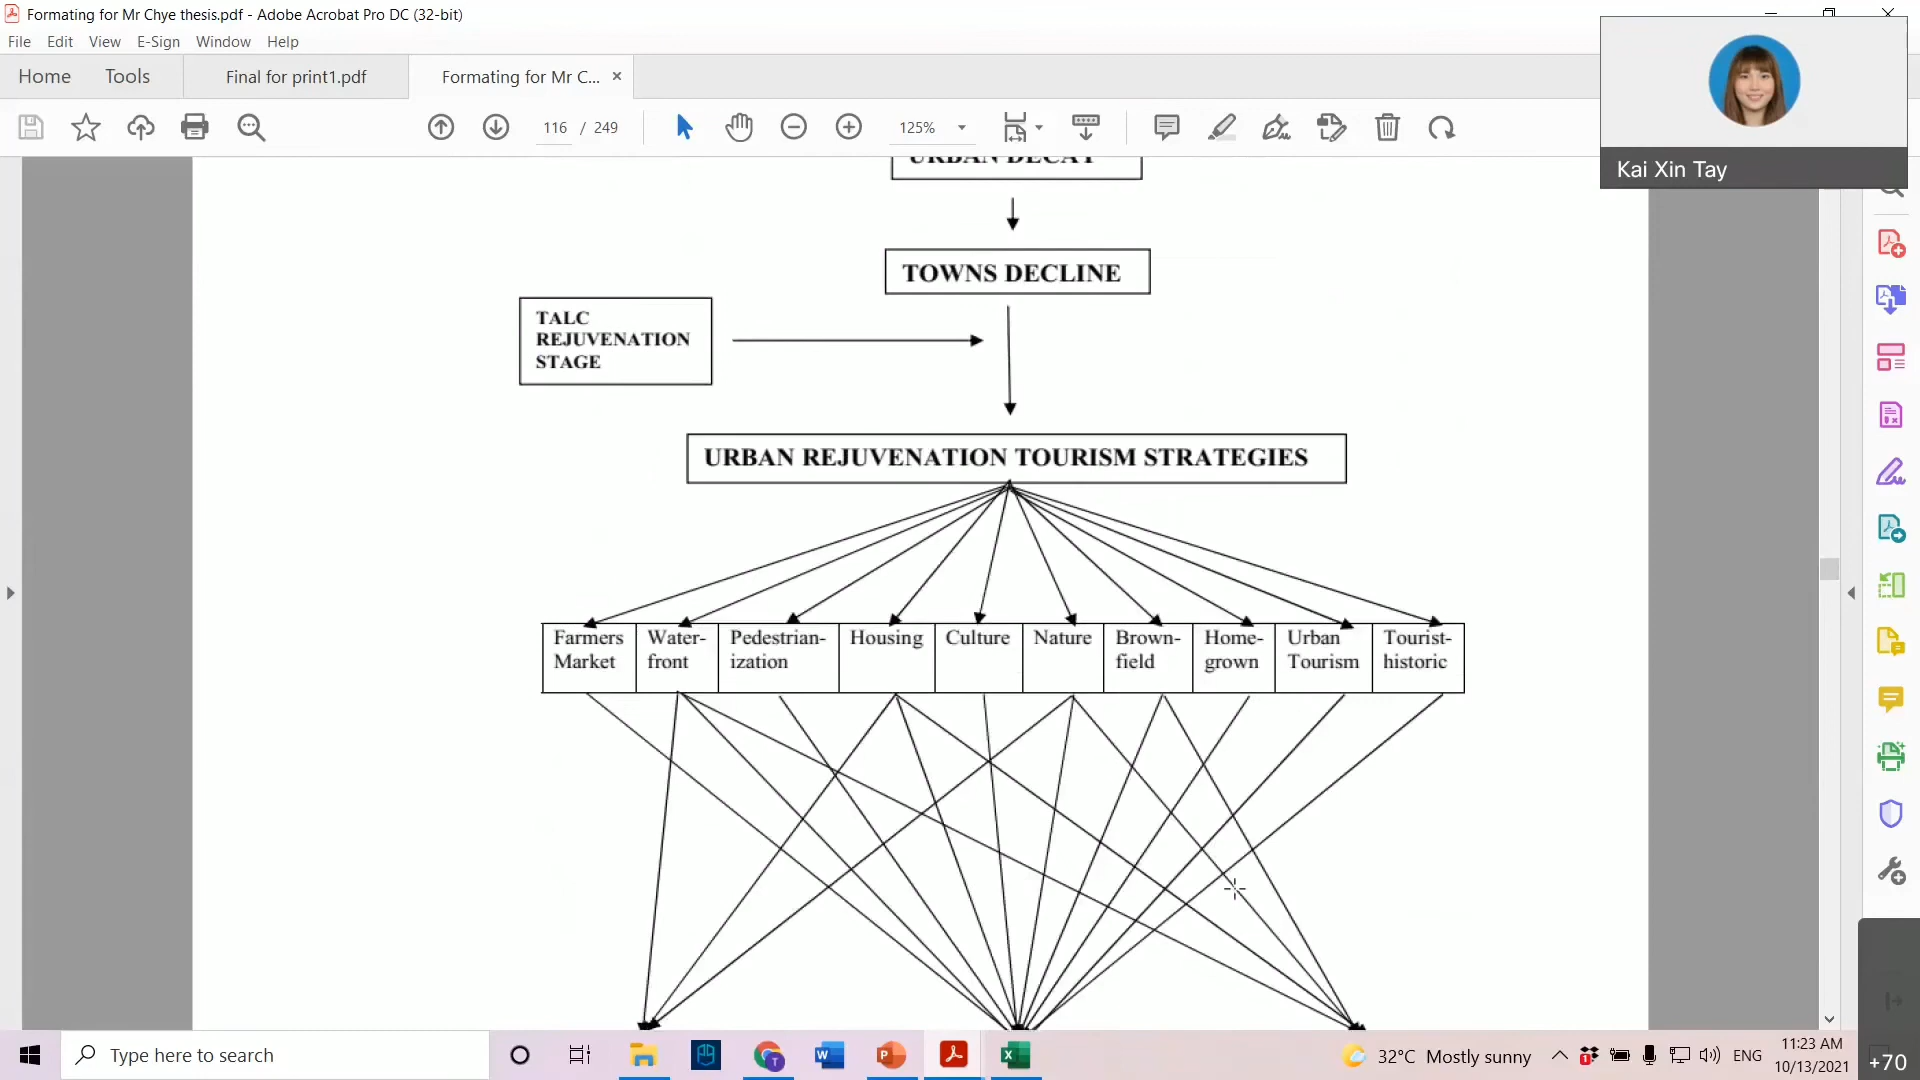 Formating for Mr Chye thesis.pdf - Adobe Acrobat Pro DC (32-bit)
File Edit View E-Sign Window Help
Home Tools Final for print1.pdf Formating for Mr C... ×
116 / 249 125%
Kai Xin Tay
URBAN DECAY
TOWNS DECLINE
TALC
REJUVENATION
STAGE
URBAN REJUVENATION TOURISM STRATEGIES
Farmers
Market
Water-
front
Pedestrian-
ization
Housing
Culture
Nature
Brown-
field
Home-
grown
Urban
Tourism
Tourist-
historic
Type here to search
32°C Mostly sunny
ENG
11:23 AM
10/13/2021
+70